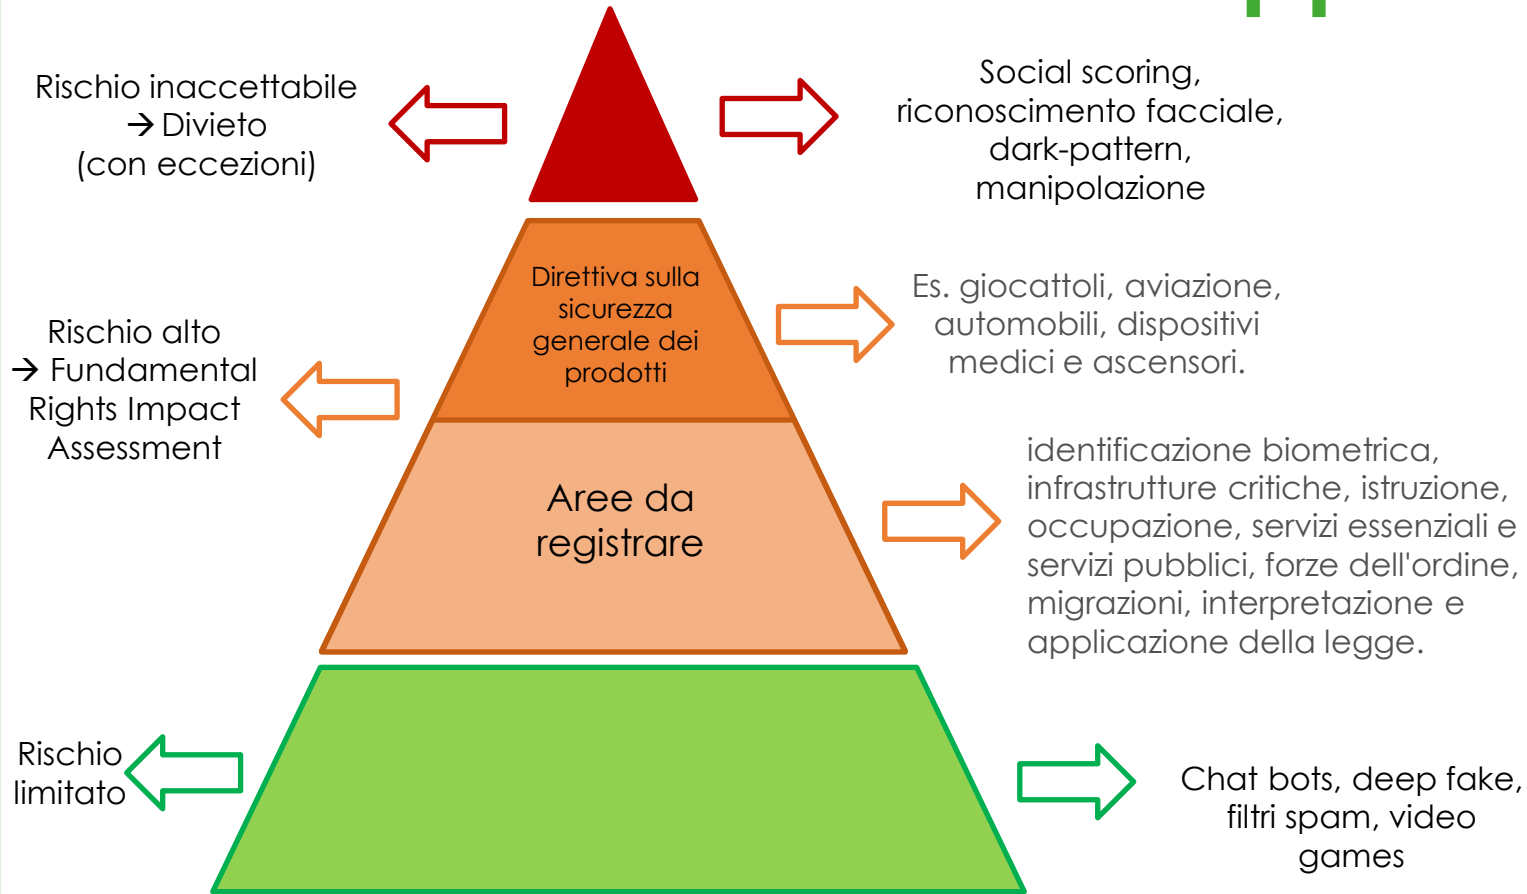 Rischio inaccettabile
→ Divieto
(con eccezioni)
Social scoring,
riconoscimento facciale,
dark-pattern,
manipolazione
Direttiva sulla
sicurezza
generale dei
prodotti
Es. giocattoli, aviazione,
automobili, dispositivi
medici e ascensori.
Rischio alto
→ Fundamental
Rights Impact
Assessment
Aree da
registrare
identificazione biometrica,
infrastrutture critiche, istruzione,
occupazione, servizi essenziali e
servizi pubblici, forze dell'ordine,
migrazioni, interpretazione e
applicazione della legge.
Rischio
limitato
Chat bots, deep fake,
filtri spam, video
games